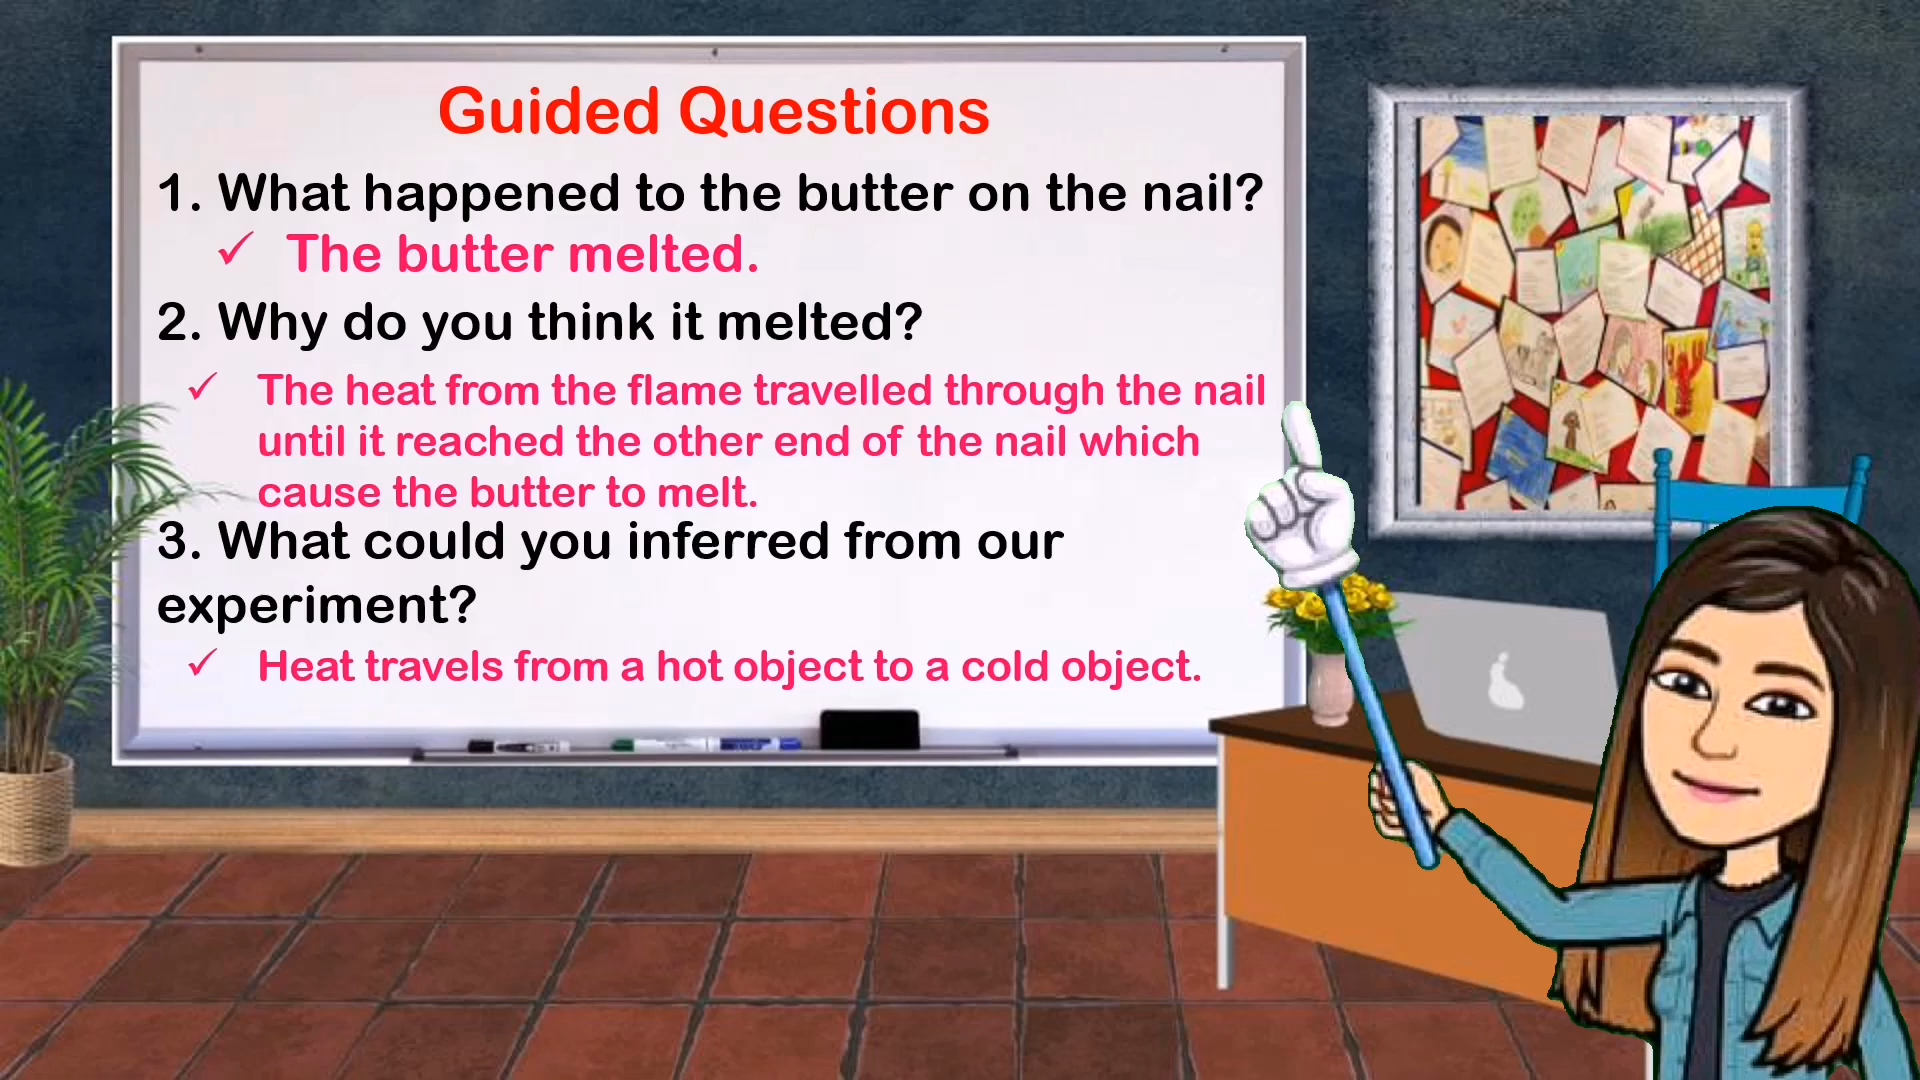 Guided Questions
1. What happened to the butter on the nail?
✓ The butter melted.
2. Why do you think it melted?
✓ The heat from the flame travelled through the nail
until it reached the other end of the nail which
cause the butter to melt.
3. What could you inferred from our
experiment?
✓ Heat travels from a hot object to a cold object.